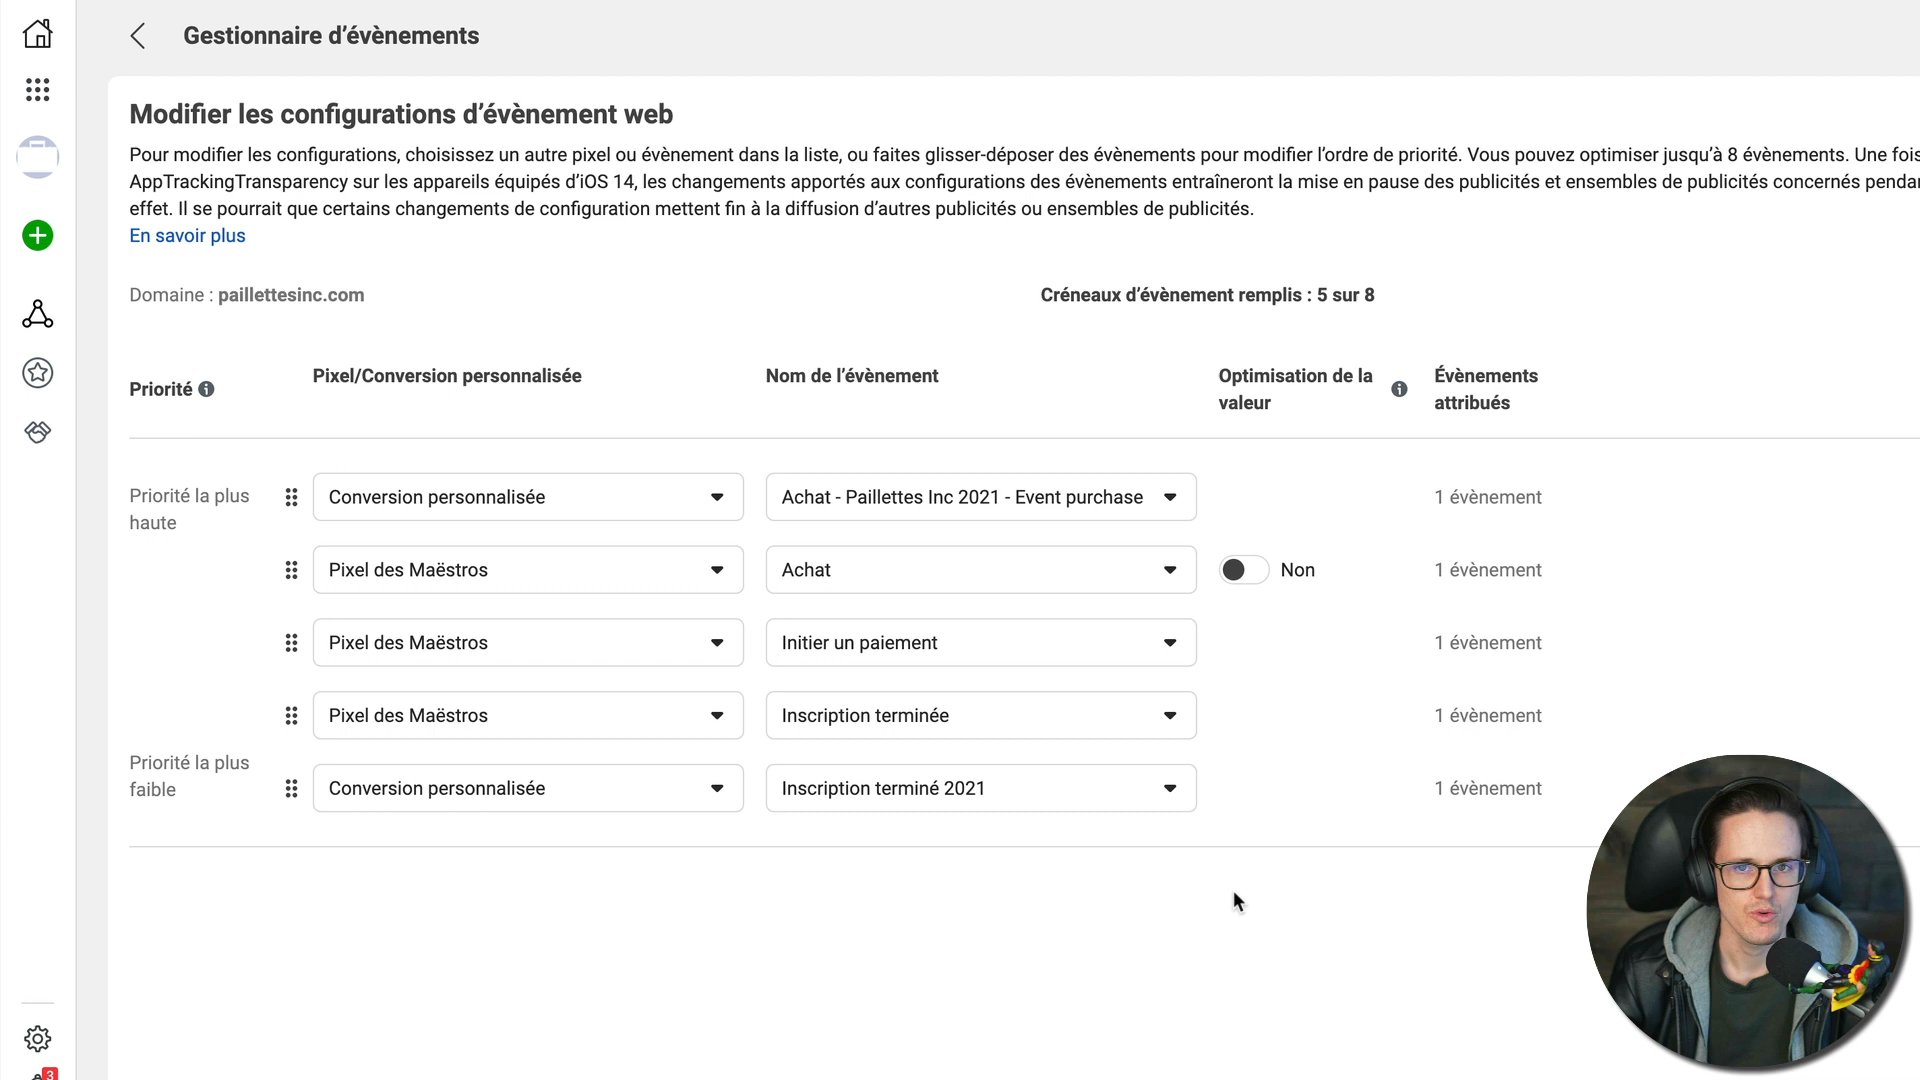 Gestionnaire d’évènements
Modifier les configurations d’évènement web
Pour modifier les configurations, choisissez un autre pixel ou évènement dans la liste, ou faites glisser-déposer des évènements pour modifier l’ordre de priorité. Vous pouvez optimiser jusqu’à 8 évènements. Une fois
AppTrackingTransparency sur les appareils équipés d’iOS 14, les changements apportés aux configurations des évènements entraîneront la mise en pause des publicités et ensembles de publicités concernés
effet. Il se pourrait que certains changements de configuration mettent fin à la diffusion d’autres publicités ou ensembles de publicités.
En savoir plus
Domaine : paillettesinc.com
Créneaux d’évènement remplis : 5 sur 8
Priorité
Pixel/Conversion personnalisée
Nom de l’évènement
Optimisation de la
valeur
Évènements
attribués
Priorité la plus
haute
Conversion personnalisée
Achat - Paillettes Inc 2021 - Event purchase
1 évènement
Pixel des Maëstros
Achat
Non
1 évènement
Pixel des Maëstros
Initier un paiement
1 évènement
Pixel des Maëstros
Inscription terminée
1 évènement
Priorité la plus
faible
Conversion personnalisée
Inscription terminé 2021
1 évènement
3